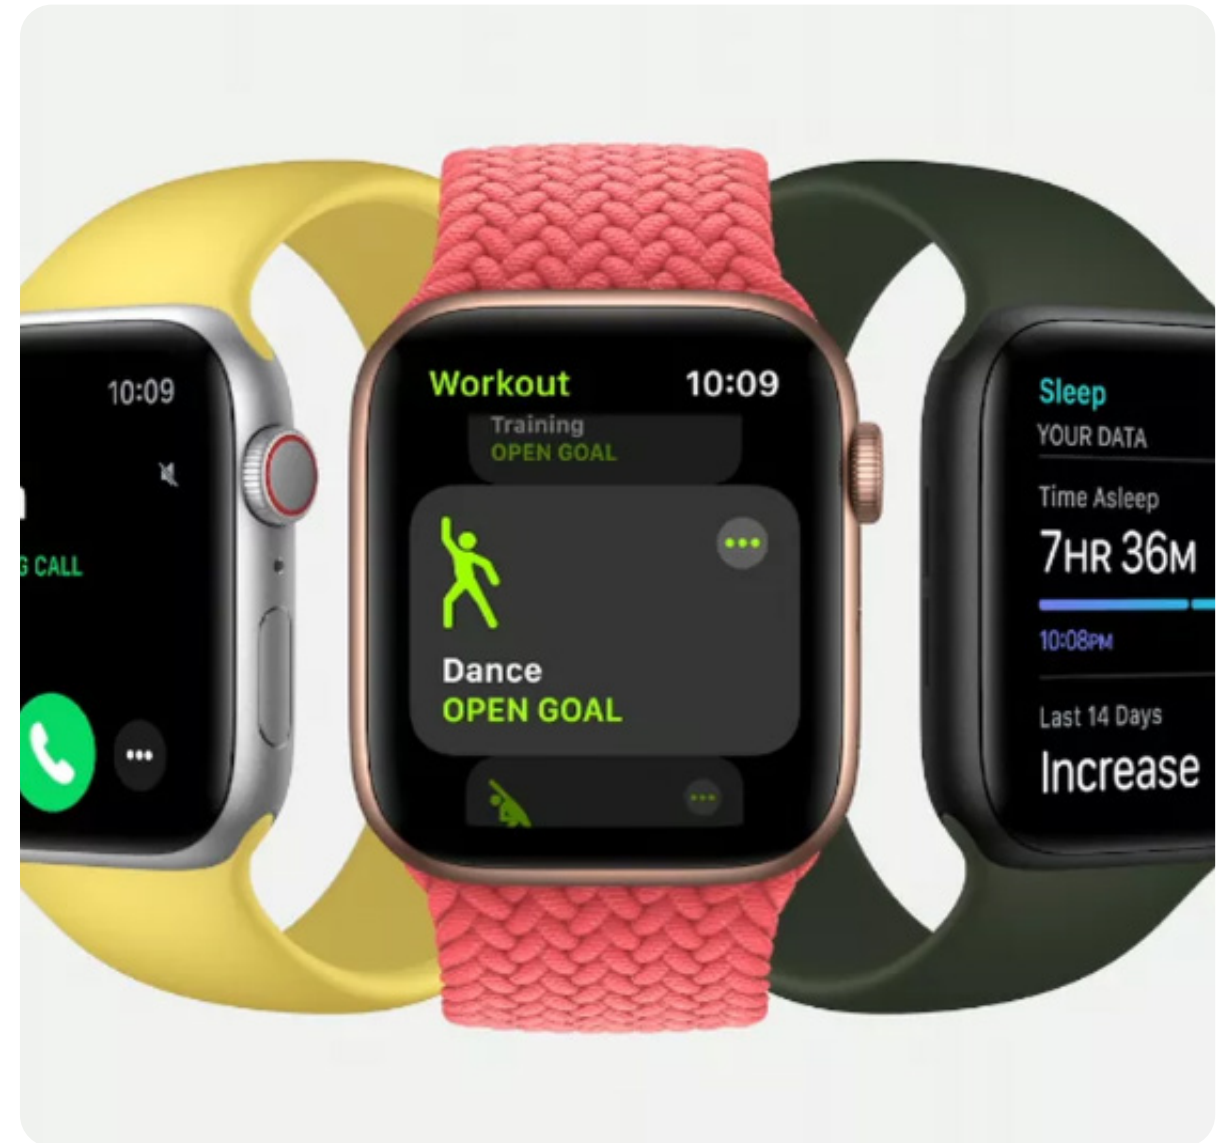 10:09
G CALL
Workout
10:09
Training
OPEN GOAL
Dance
OPEN GOAL
Sleep
YOUR DATA
Time Asleep
7HR 36M
10:08PM
Last 14 Days
Increase